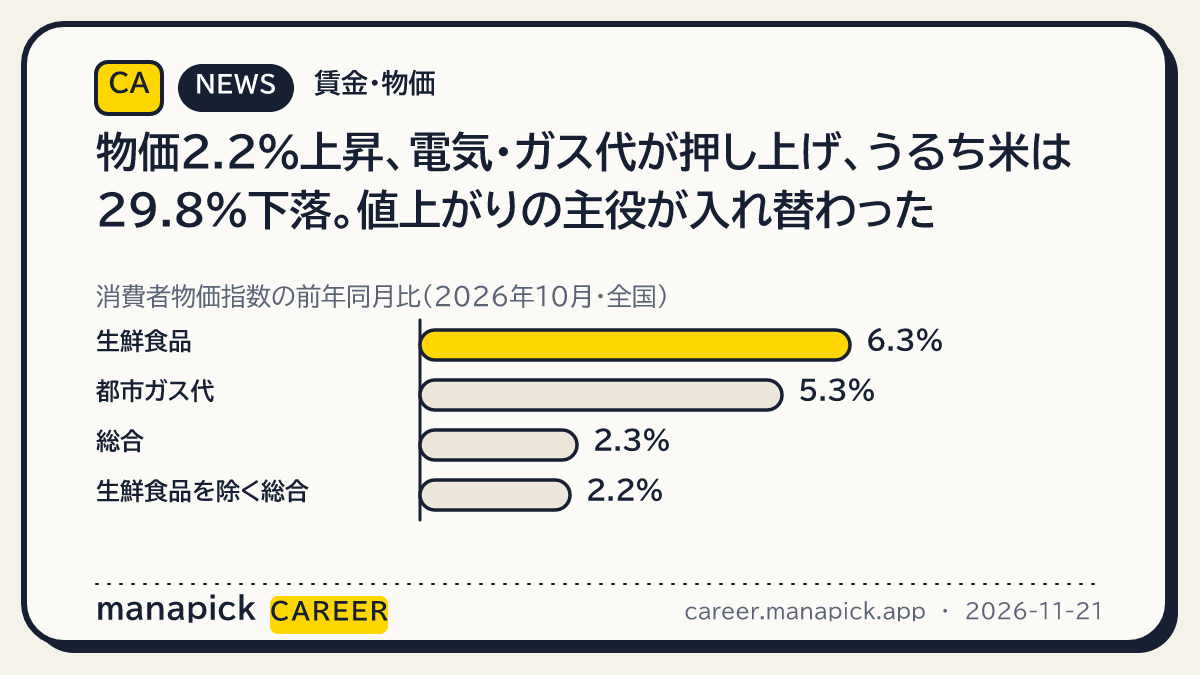 CA NEWS 賃金・物価
物価2.2%上昇、電気・ガス代が押し上げ、うるち米は
29.8%下落。値上がりの主役が入れ替わった
消費者物価指数の前年同月比(2026年10月・全国)
生鮮食品 6.3%
都市ガス代 5.3%
総合 2.3%
生鮮食品を除く総合 2.2%
manapick CAREER career.manapick.app ・ 2026-11-21